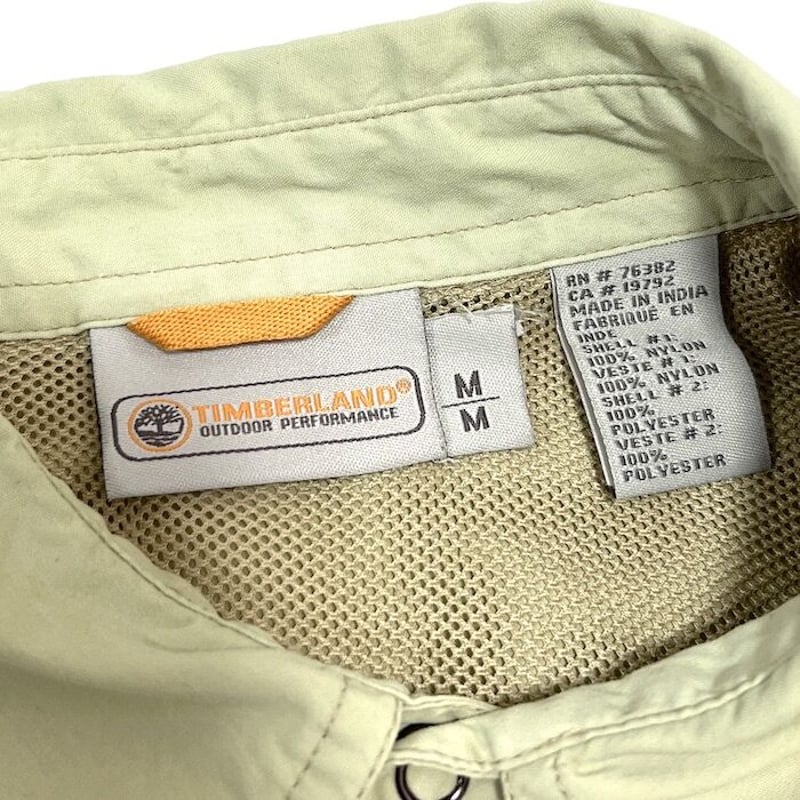 TIMBERLAND®
OUTDOOR PERFORMANCE
M
M
RN # 76382
CA # 19792
MADE IN INDIA
FABRIQUÉ EN
INDE
SHELL # 1:
100% NYLON
VESTE # 1:
100% NYLON
SHELL # 2:
100%
POLYESTER
VESTE # 2:
100%
POLYESTER